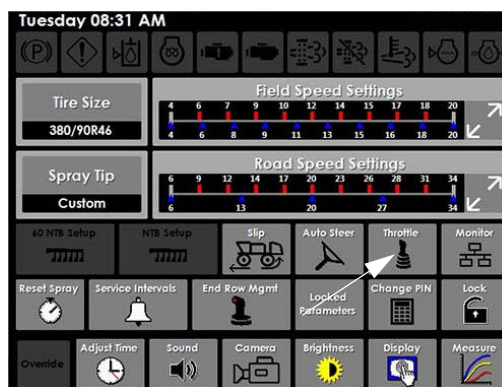 Tuesday 08:31 AM
Tire Size
380/90R46
Field Speed Settings
4 6 7 9 10 12 14 15 17 18 20
4 6 8 9 11 13 15 16 18 20
Spray Tip
Custom
Road Speed Settings
6 9 12 14 17 20 23 26 28 31 34
6 13 20 27 34
60 NTB Setup
NTB Setup
Slip
Auto Steer
Throttle
Monitor
Reset Spray
Service Intervals
End Row Mgmt
Locked
Parameters
Change PIN
Lock
Override
Adjust Time
Sound
Camera
Brightness
Display
Measure